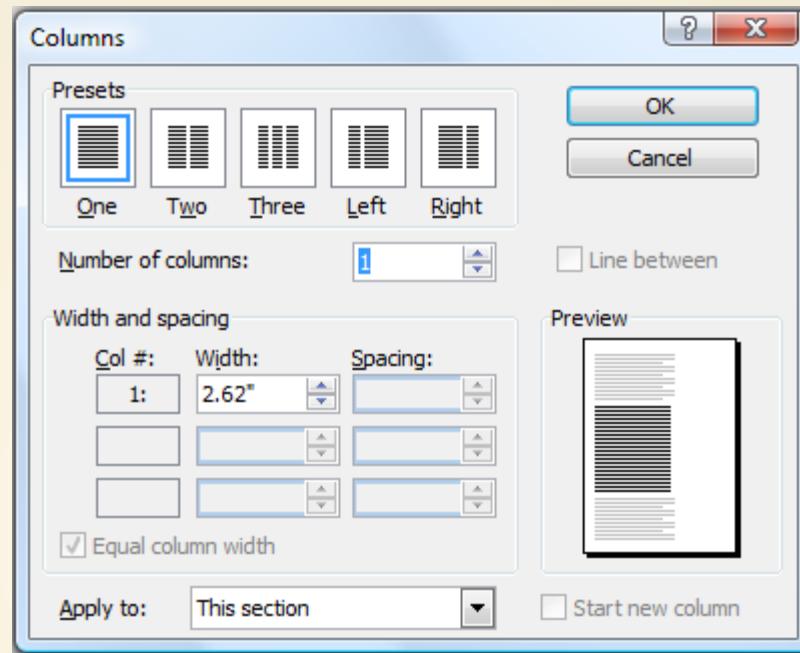 Columns
Presets
One Two Three Left Right
OK
Cancel
Number of columns: 1
Line between
Width and spacing
Col #: Width: Spacing:
1: 2.62"
Equal column width
Preview
Apply to: This section
Start new column